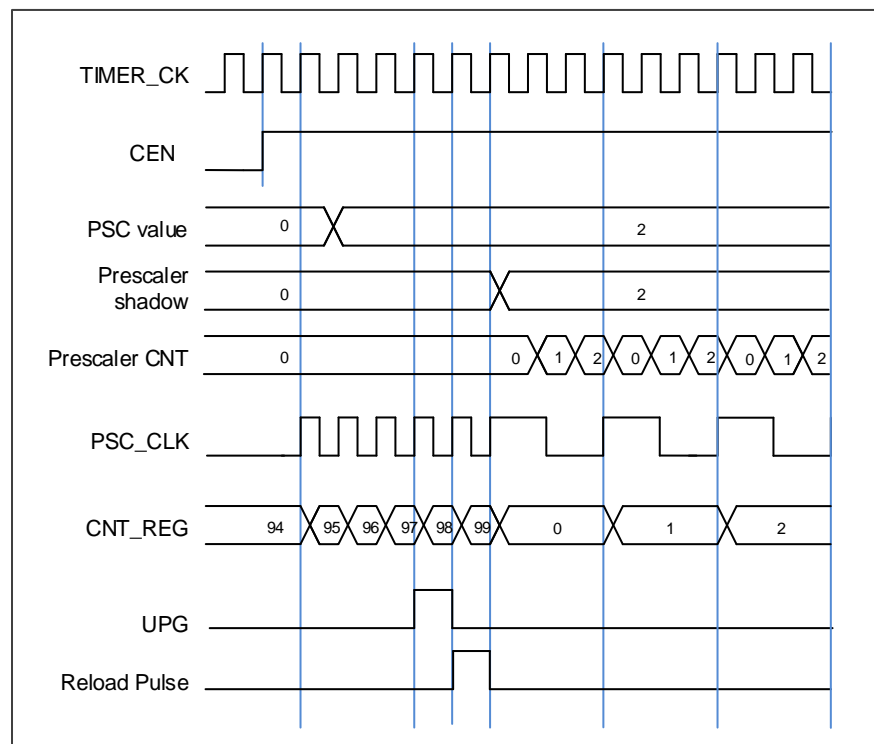 TIMER_CK
CEN
PSC value 0 2
Prescaler
shadow 0 2
Prescaler CNT 0 0 1 2 0 1 2 0 1 2
PSC_CLK
CNT_REG 94 95 96 97 98 99 0 1 2
UPG
Reload Pulse